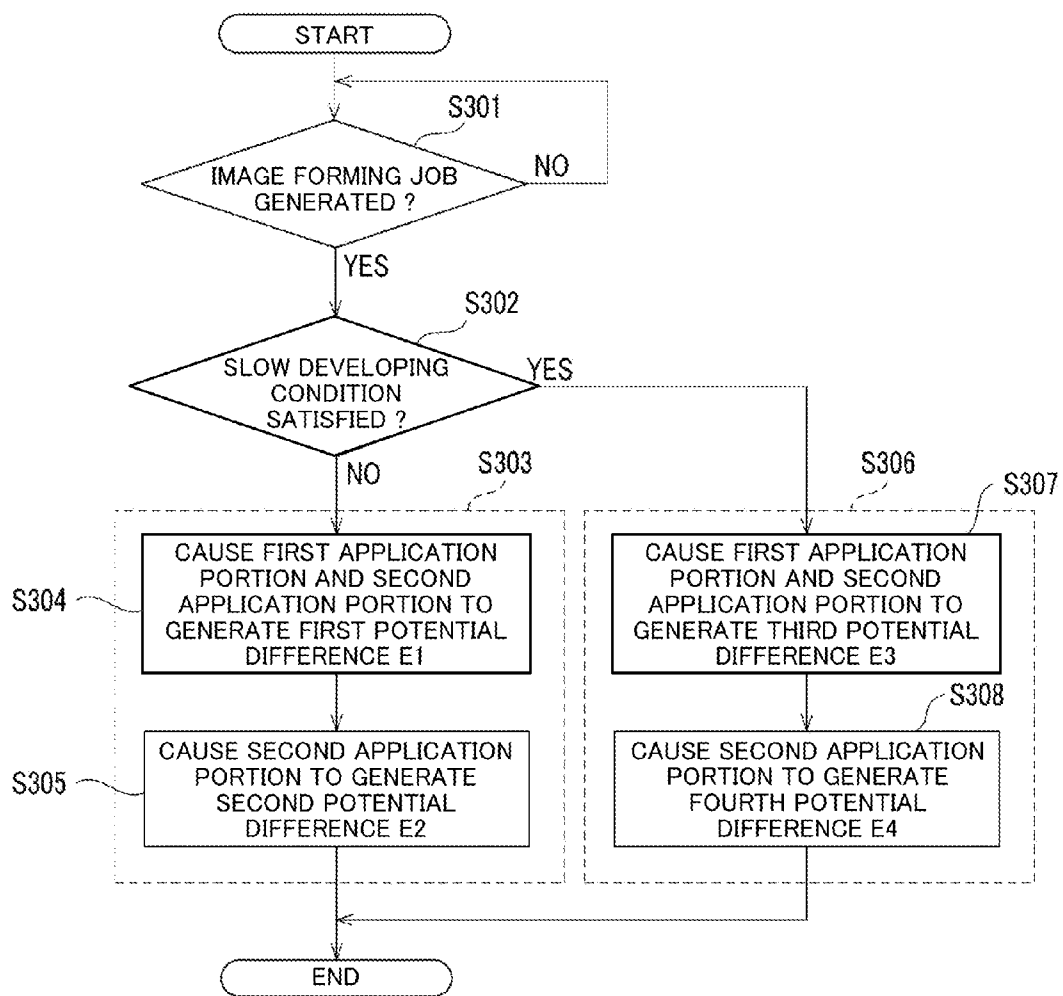 START
S301
IMAGE FORMING JOB
GENERATED ?
NO
YES
S302
SLOW DEVELOPING
CONDITION
SATISFIED ?
YES
NO
S303
S306
S307
S304
CAUSE FIRST APPLICATION
PORTION AND SECOND
APPLICATION PORTION TO
GENERATE FIRST POTENTIAL
DIFFERENCE E1
CAUSE FIRST APPLICATION
PORTION AND SECOND
APPLICATION PORTION TO
GENERATE THIRD POTENTIAL
DIFFERENCE E3
S308
S305
CAUSE SECOND APPLICATION
PORTION TO GENERATE
SECOND POTENTIAL
DIFFERENCE E2
CAUSE SECOND APPLICATION
PORTION TO GENERATE
FOURTH POTENTIAL
DIFFERENCE E4
END